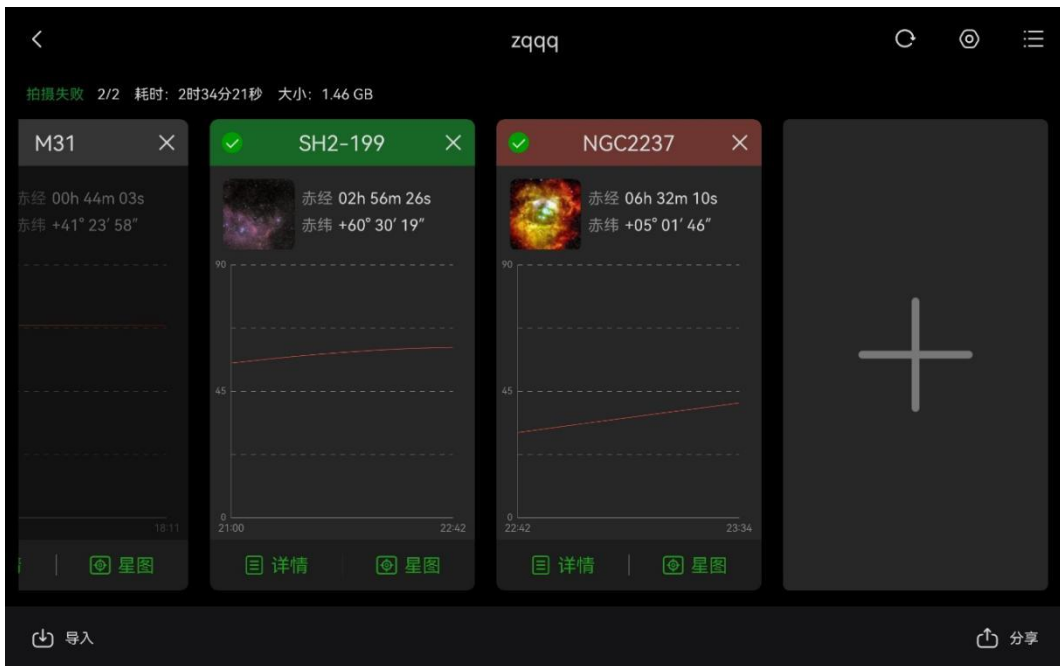 zqqq
拍摄失败 2/2 耗时: 2时34分21秒 大小: 1.46 GB
M31
赤经 00h 44m 03s
赤纬 +41° 23′ 58″
18:11
星图
SH2-199
赤经 02h 56m 26s
赤纬 +60° 30′ 19″
90
45
0
21:00 22:42
详情 星图
NGC2237
赤经 06h 32m 10s
赤纬 +05° 01′ 46″
90
45
0
22:42 23:34
详情 星图
导入 分享